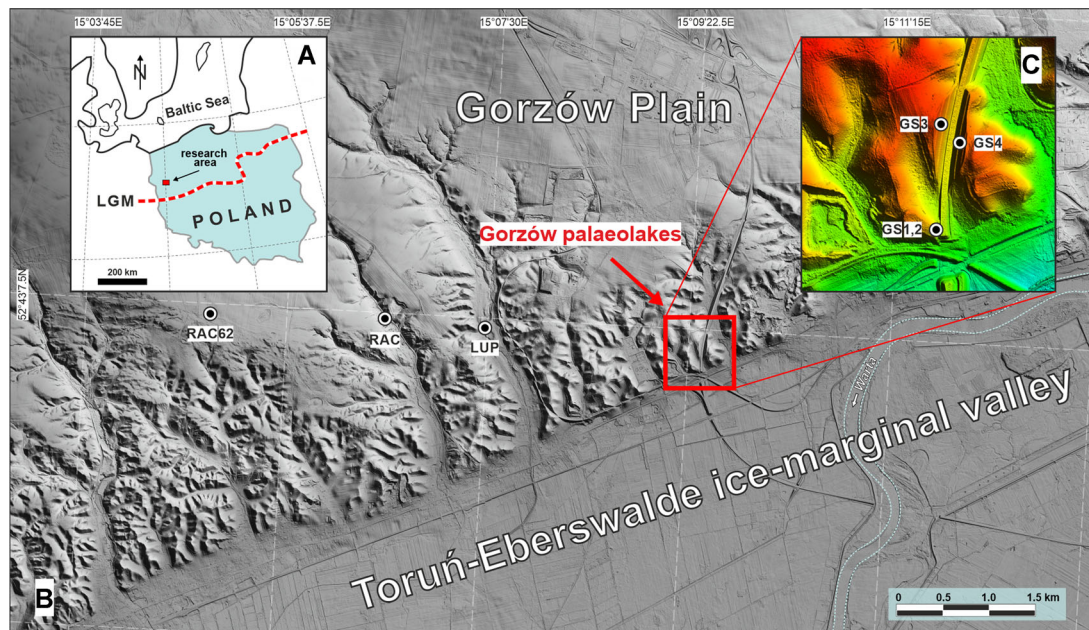 15°03'45E
15°05'37.5E
15°07'30E
15°09'22.5E
15°11'15E
A
N
Baltic Sea
research
area
LGM
POLAND
200 km
52°43'7.5N
Gorzów Plain
C
GS3
GS4
GS1,2
Gorzów palaeolakes
RAC62
RAC
LUP
← Warta
Toruń-Eberswalde ice-marginal valley
B
0 0.5 1.0 1.5 km